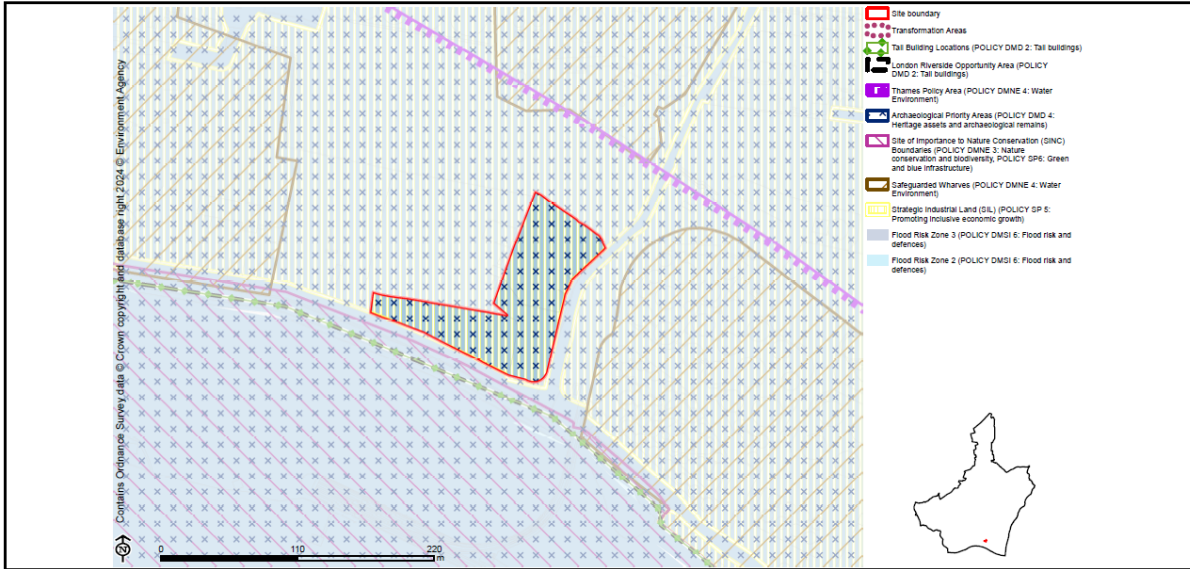 Contains Ordnance Survey data © Crown copyright and database right 2024 © Environment Agency
N
0 110 220
m
Site boundary
Transformation Areas
Tall Building Locations (POLICY DMD 2: Tall buildings)
London Riverside Opportunity Area (POLICY
DMD 2: Tall buildings)
Thames Policy Area (POLICY DMNE 4: Water
Environment)
Archaeological Priority Areas (POLICY DMD 4:
Heritage assets and archaeological remains)
Site of Importance to Nature Conservation (SINC)
Boundaries (POLICY DMNE 3: Nature
conservation and biodiversity, POLICY SP6: Green
and blue infrastructure)
Safeguarded Wharves (POLICY DMNE 4: Water
Environment)
Strategic Industrial Land (SIL) (POLICY SP 5:
Promoting inclusive economic growth)
Flood Risk Zone 3 (POLICY DMSI 6: Flood risk and
defences)
Flood Risk Zone 2 (POLICY DMSI 6: Flood risk and
defences)